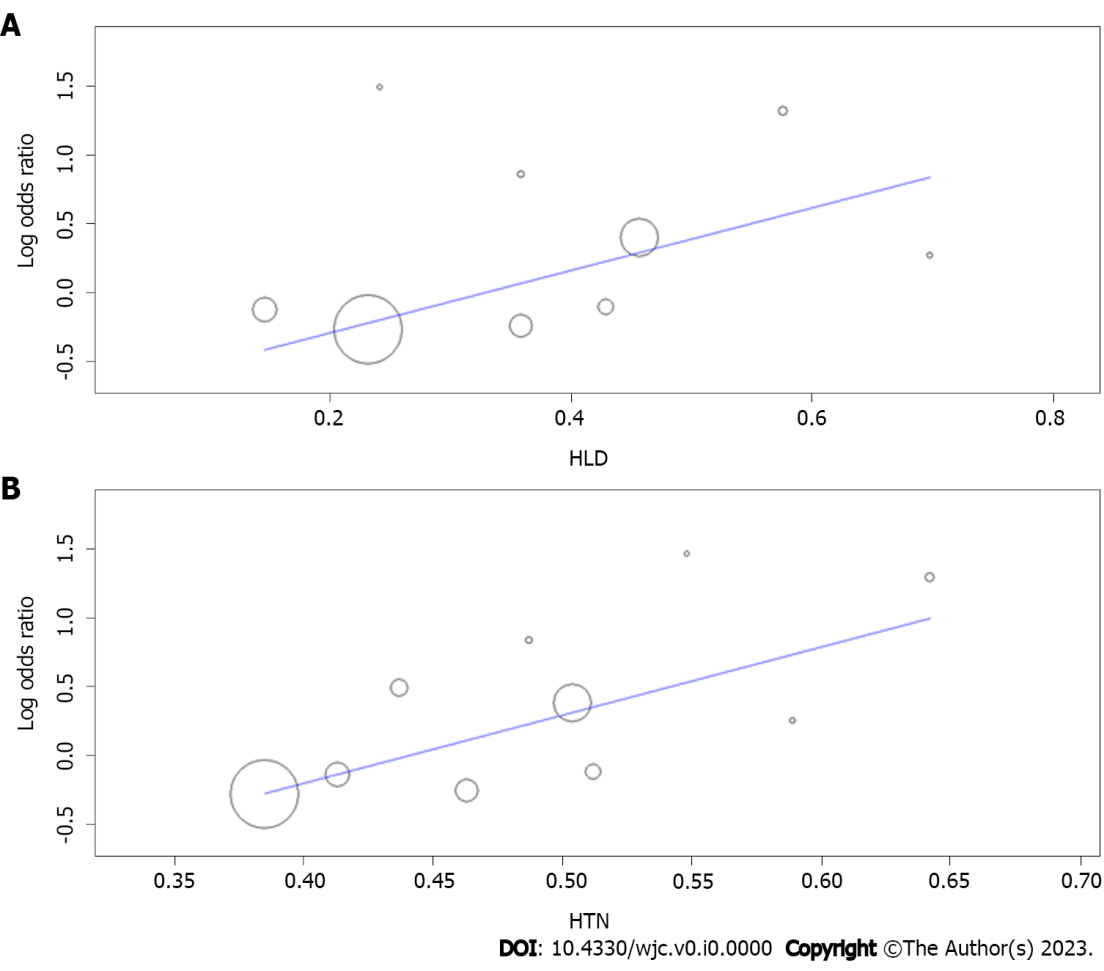 A
Log odds ratio
1.5
1.0
0.5
0.0
-0.5
0.2 0.4 0.6 0.8
HLD
B
Log odds ratio
1.5
1.0
0.5
0.0
-0.5
0.35 0.40 0.45 0.50 0.55 0.60 0.65 0.70
HTN
DOI: 10.4330/wjc.v0.i0.0000 Copyright ©The Author(s) 2023.